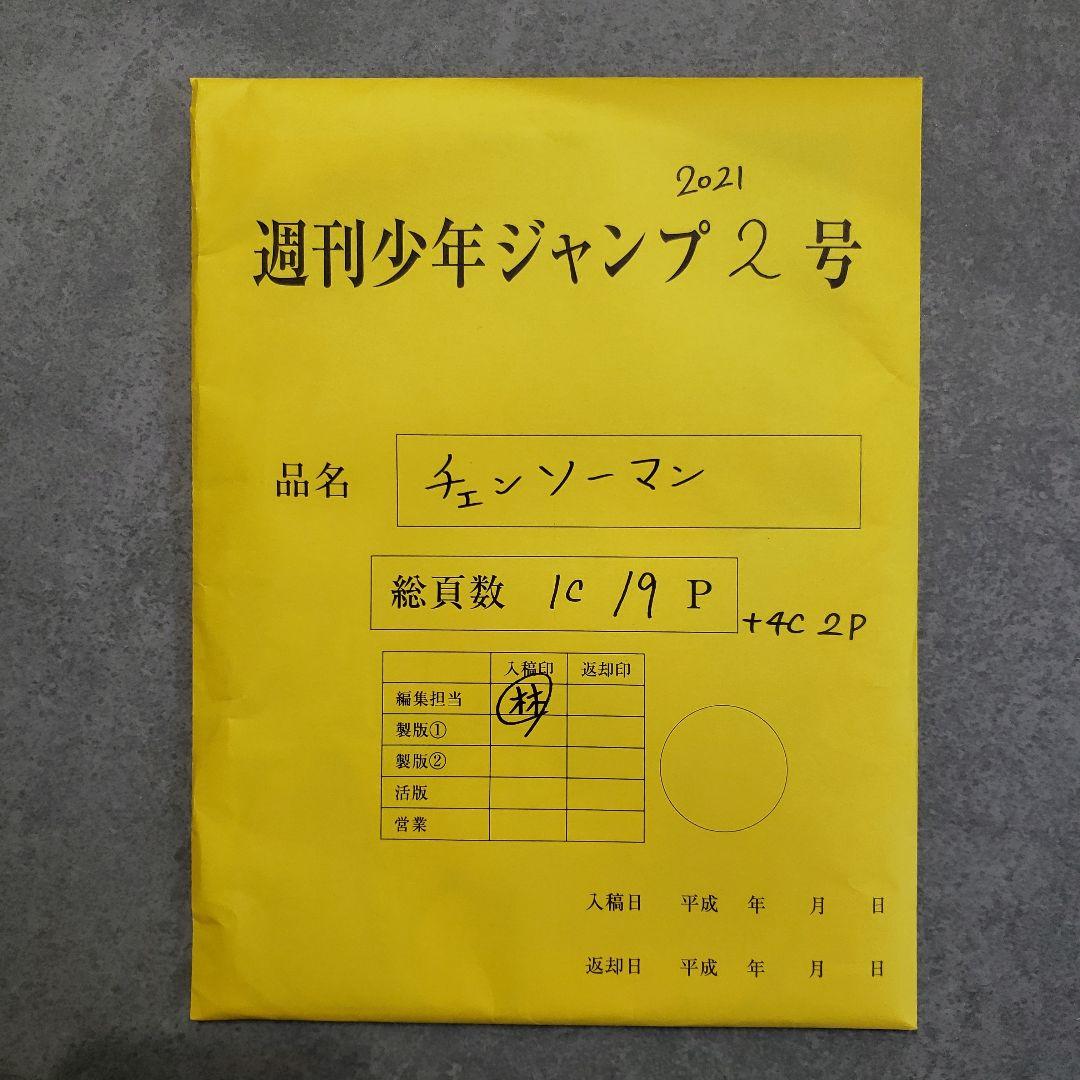 2021
週刊少年ジャンプ 2 号
品名 チェンソーマン
総頁数 1C 19 P
+4C 2P
入稿印 返却印
編集担当 林
製版①
製版②
活版
営業
入稿日 平成 年 月 日
返却日 平成 年 月 日